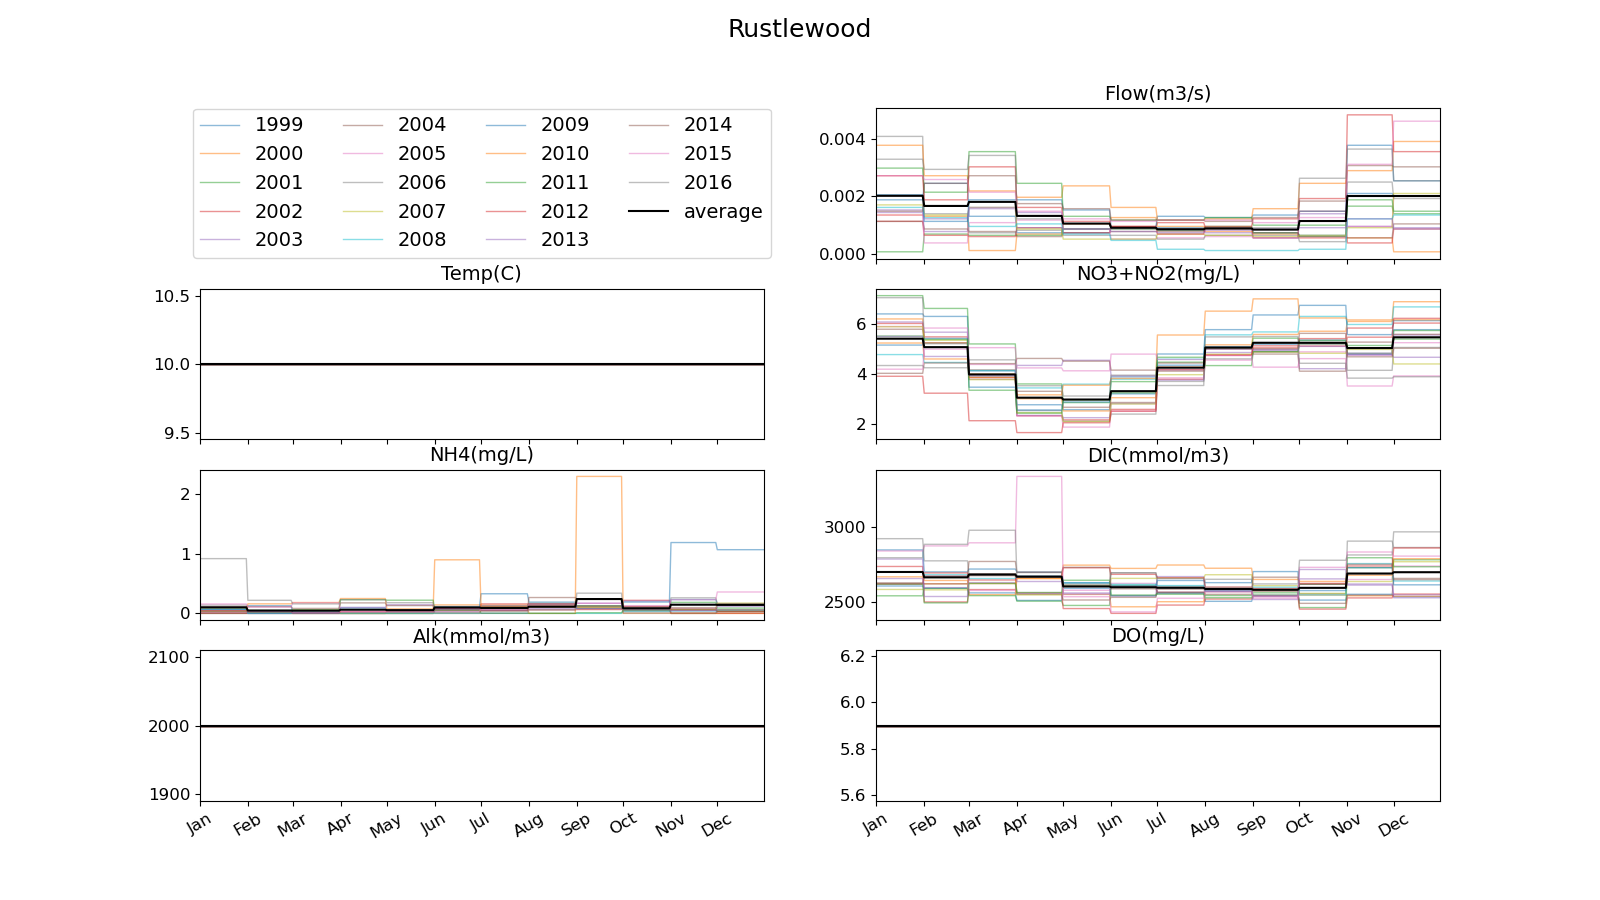 Rustlewood
1999 2004 2009 2014
2000 2005 2010 2015
2001 2006 2011 2016
2002 2007 2012 average
2003 2008 2013
Flow(m3/s)
0.004
0.002
0.000
Temp(C)
10.5
10.0
9.5
NO3+NO2(mg/L)
6
4
2
NH4(mg/L)
2
1
0
DIC(mmol/m3)
3000
2500
Alk(mmol/m3)
2100
2000
1900
Jan Feb Mar Apr May Jun Jul Aug Sep Oct Nov Dec
DO(mg/L)
6.2
6.0
5.8
5.6
Jan Feb Mar Apr May Jun Jul Aug Sep Oct Nov Dec